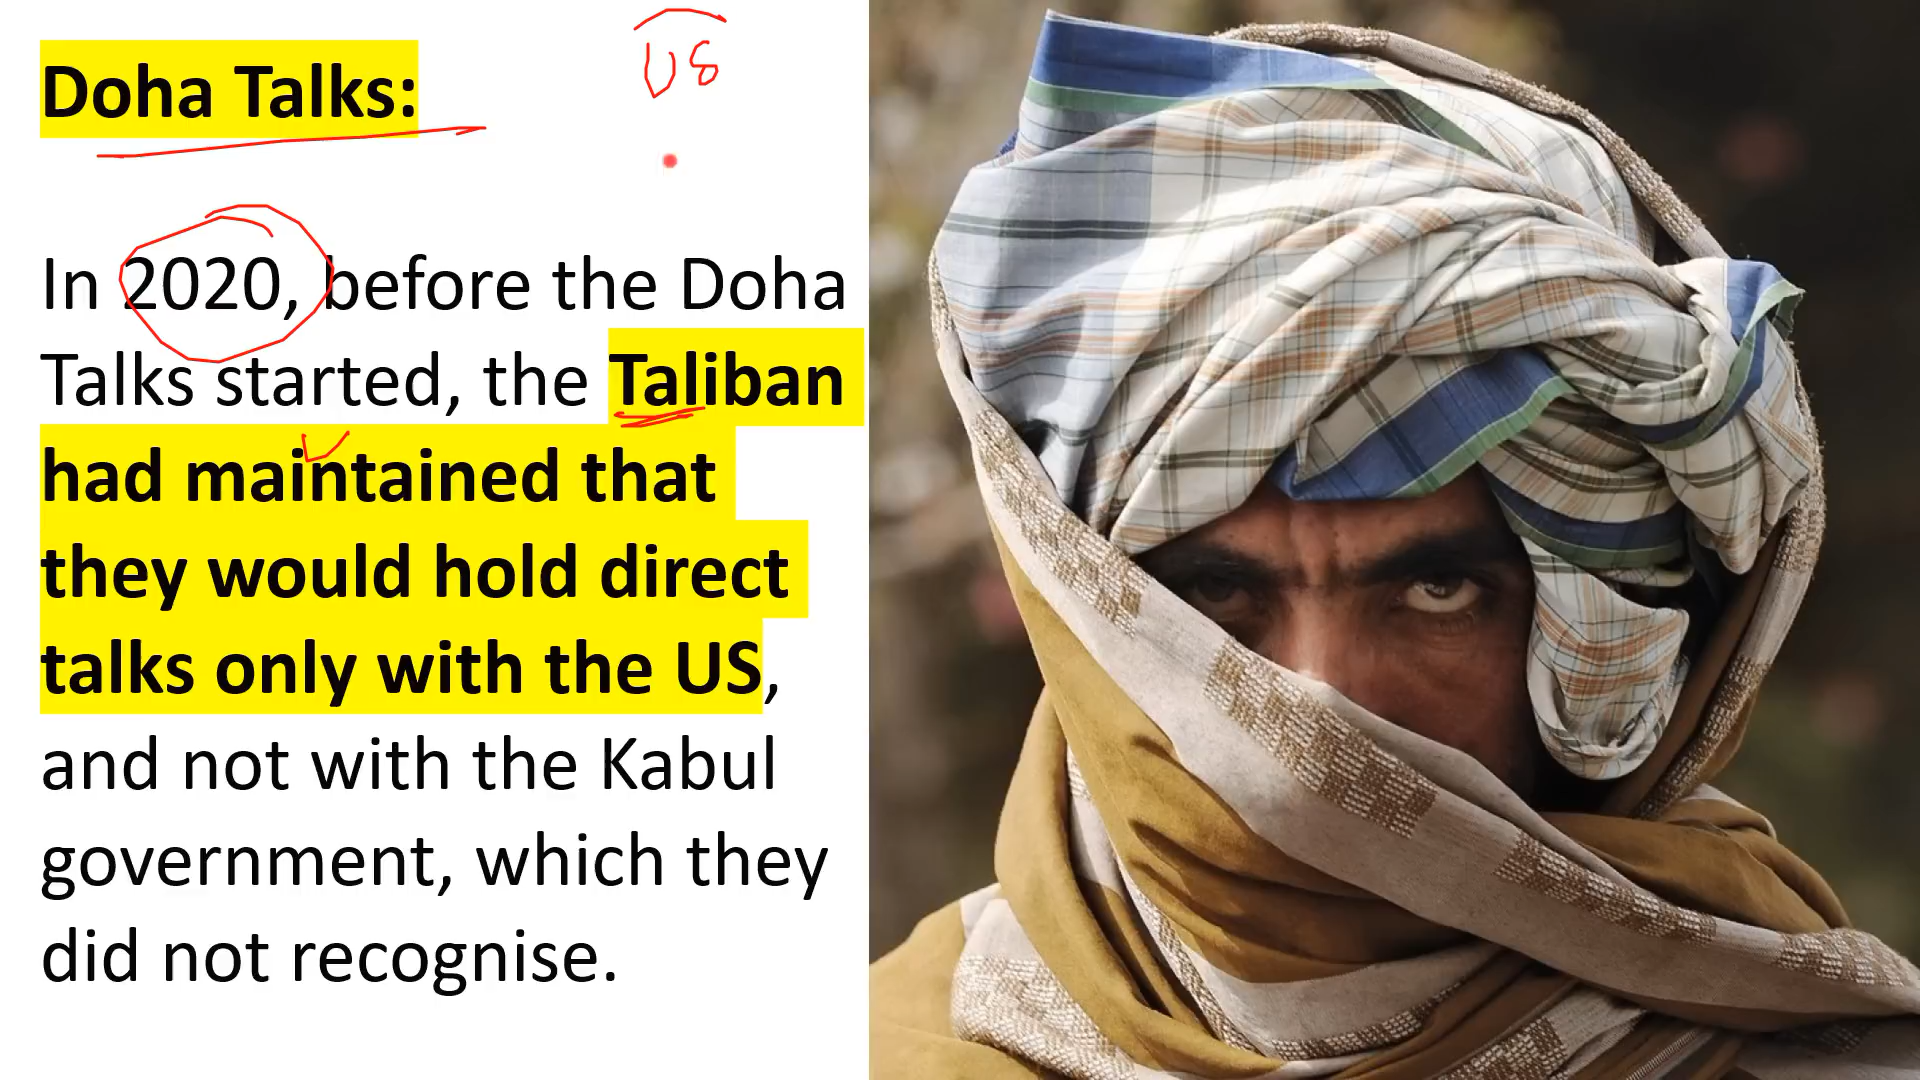 Doha Talks:
US
In 2020, before the Doha
Talks started, the Taliban
had maintained that
they would hold direct
talks only with the US,
and not with the Kabul
government, which they
did not recognise.